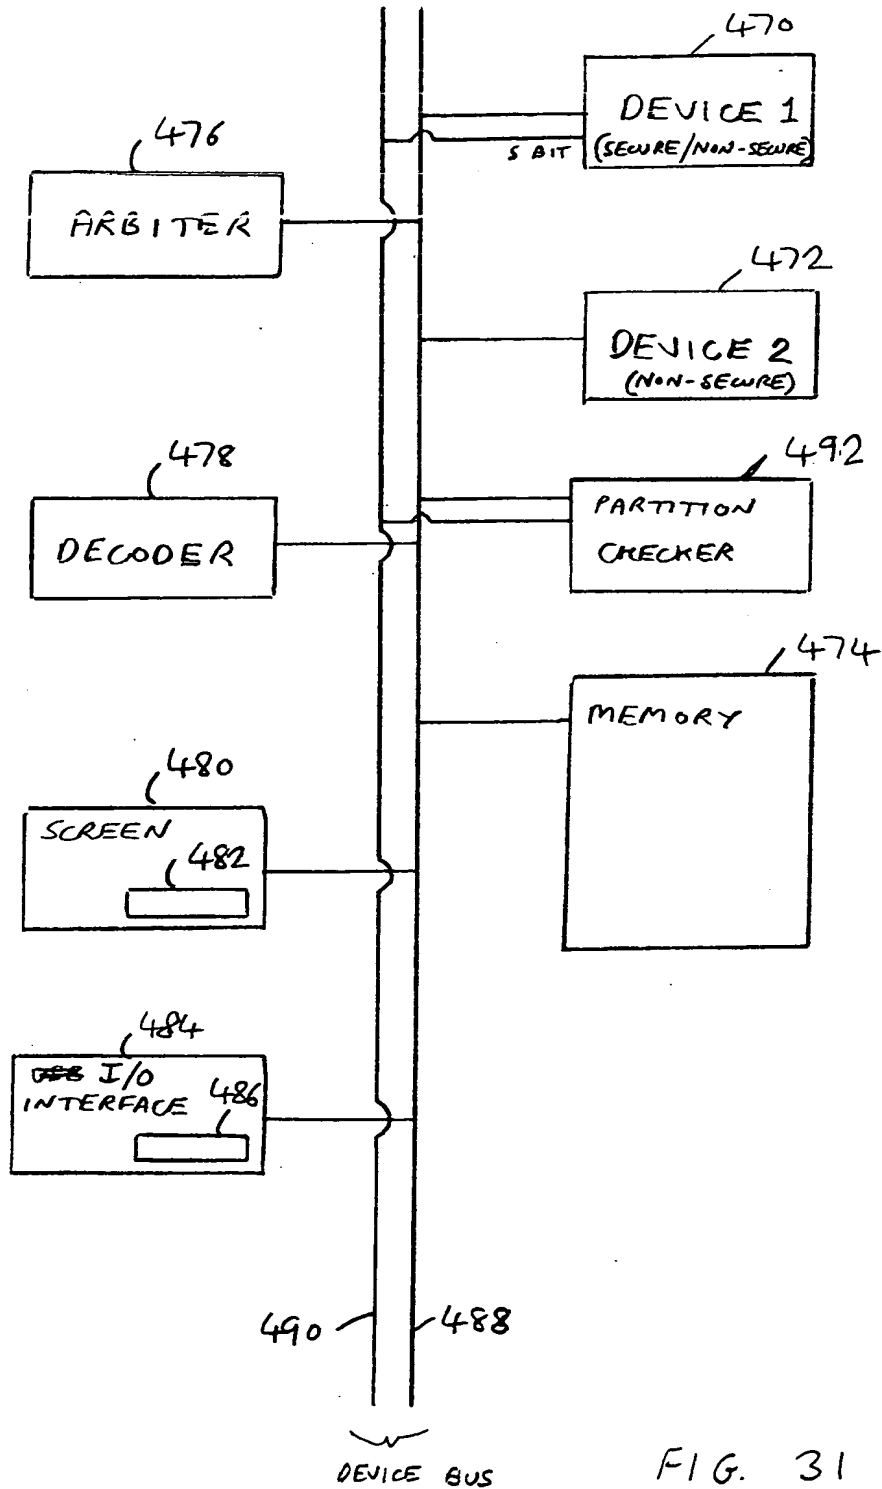 470
DEVICE 1
(SECURE/NON-SECURE)
S BIT
476
ARBITER
472
DEVICE 2
(NON-SECURE)
478
DECODER
492
PARTITION
CHECKER
474
MEMORY
480
SCREEN
482
484
I/O
INTERFACE
486
490
488
DEVICE BUS
FIG. 31